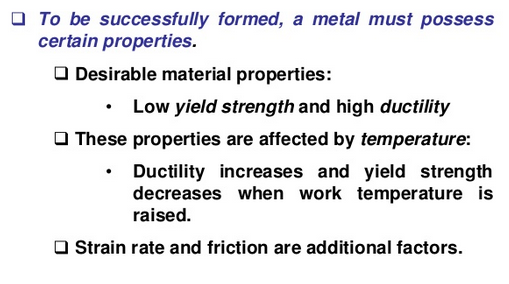 ❑ To be successfully formed, a metal must possess
certain properties.
❑ Desirable material properties:
• Low yield strength and high ductility
❑ These properties are affected by temperature:
• Ductility increases and yield strength
decreases when work temperature is
raised.
❑ Strain rate and friction are additional factors.